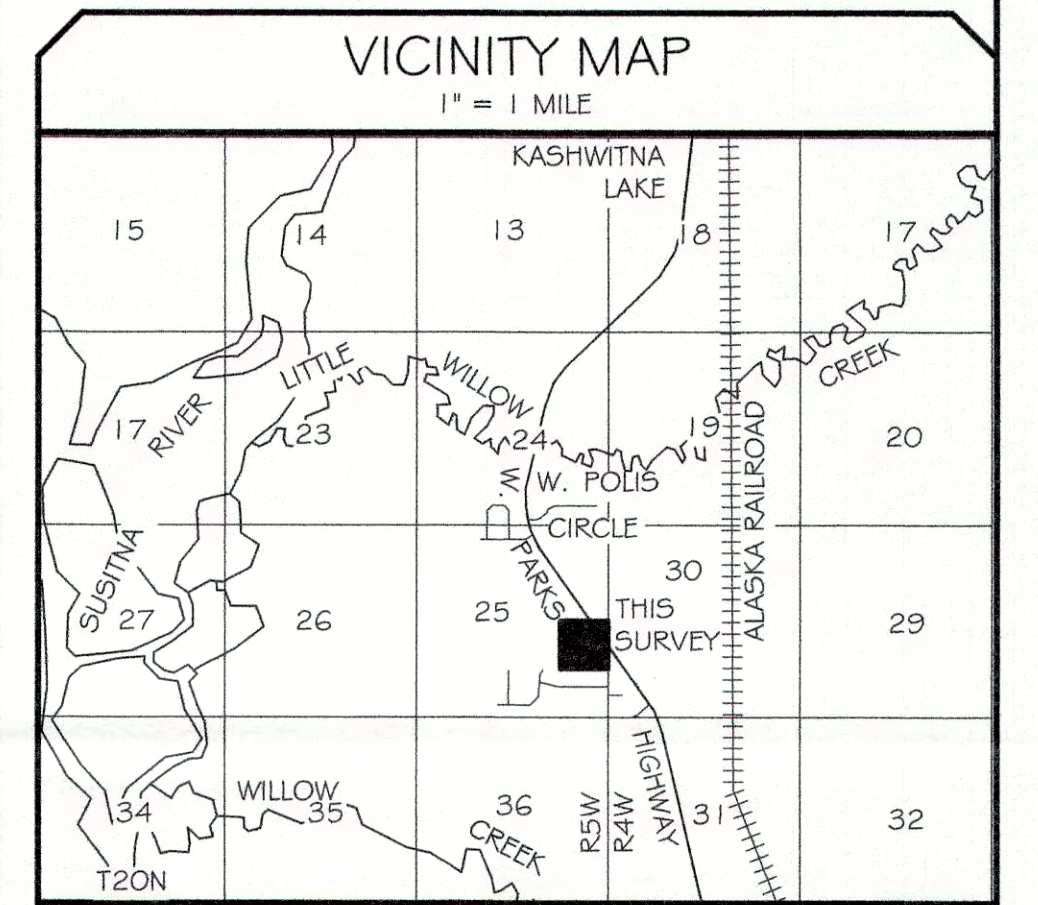 VICINITY MAP
1" = 1 MILE
KASHWITNA
LAKE
15
14
13
18
17
LITTLE
WILLOW
CREEK
17
RIVER
23
24
19
20
W.
W. POLIS
CIRCLE
ALASKA RAILROAD
SUSITNA
27
26
25
PARKS
30
THIS
SURVEY
29
HIGHWAY
34
WILLOW
35
36
CREEK
R5W
R4W
31
32
T20N